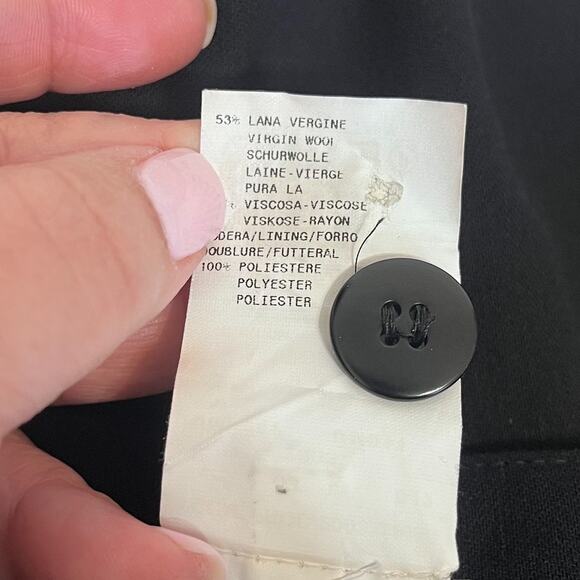 53% LANA VERGINE
VIRGIN WOOL
SCHURWOLLE
LAINE-VIERGE
PURA LA
VISCOSA-VISCOSE
VISKOSE-RAYON
DERA/LINING/FORRO
DOUBLURE/FUTTERAL
100% POLIESTERE
POLYESTER
POLIESTER